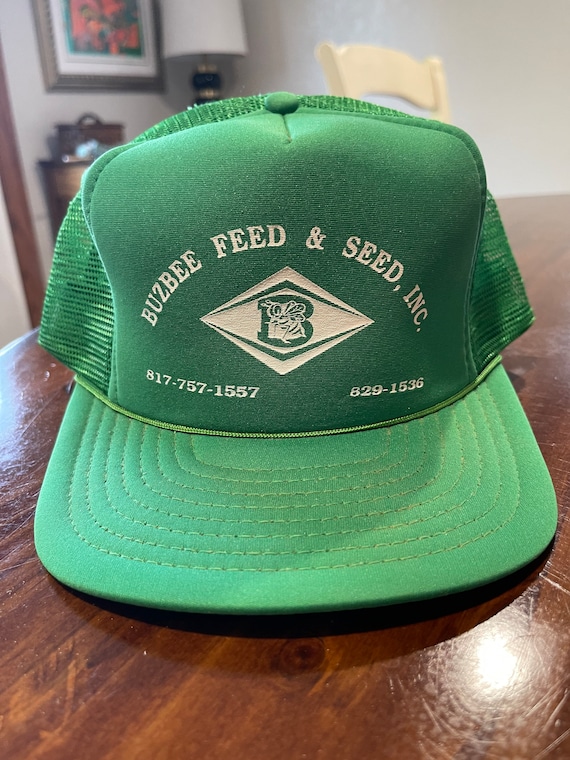 BUZBEE FEED & SEED, INC.
B
817-757-1557 829-1536